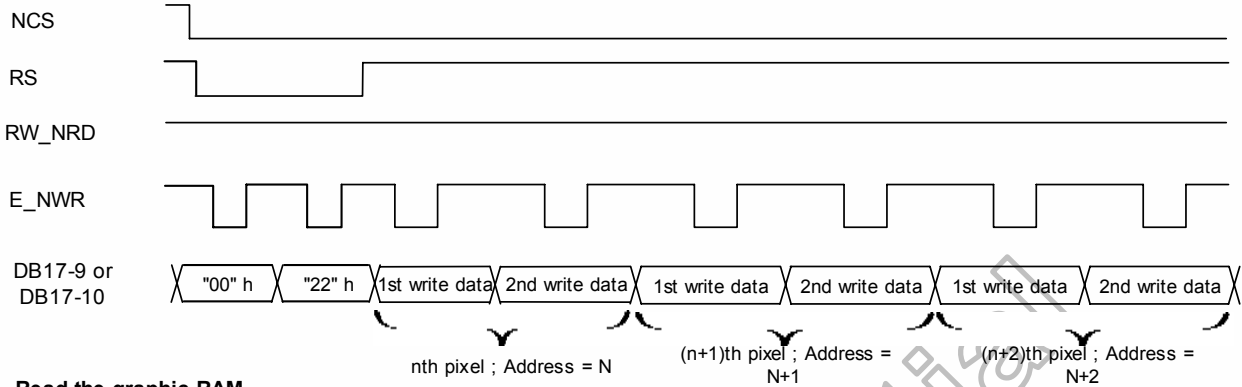 NCS
RS
RW_NRD
E_NWR
DB17-9 or
DB17-10
"00" h "22" h 1st write data 2nd write data 1st write data 2nd write data 1st write data 2nd write data
nth pixel ; Address = N
(n+1)th pixel ; Address =
N+1
(n+2)th pixel ; Address =
N+2
Read the graphic RAM